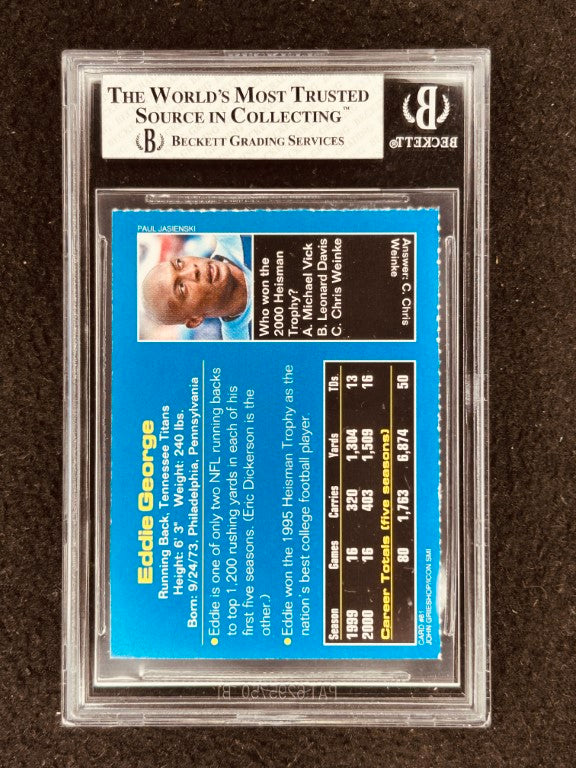 THE WORLD'S MOST TRUSTED
SOURCE IN COLLECTING™
B BECKETT GRADING SERVICES
B
BECKETT®
Eddie George
Running Back, Tennessee Titans
Height: 6' 3" Weight: 240 lbs.
Born: 9/24/73, Philadelphia, Pennsylvania
• Eddie is one of only two NFL running backs
to top 1,200 rushing yards in each of his
first five seasons. (Eric Dickerson is the
other.)
• Eddie won the 1995 Heisman Trophy as the
nation's best college football player.
Season Games Carries Yards TDs.
1999 16 320 1,304 13
2000 16 403 1,509 16
Career Totals (five seasons)
80 1,763 6,874 50
CARD #81
JOHN GRIESHOP/ICON SMI
PAUL JASIENSKI
Who won the
2000 Heisman
Trophy?
A. Michael Vick
B. Leonard Davis
C. Chris Weinke
Answer: C. Chris
Weinke